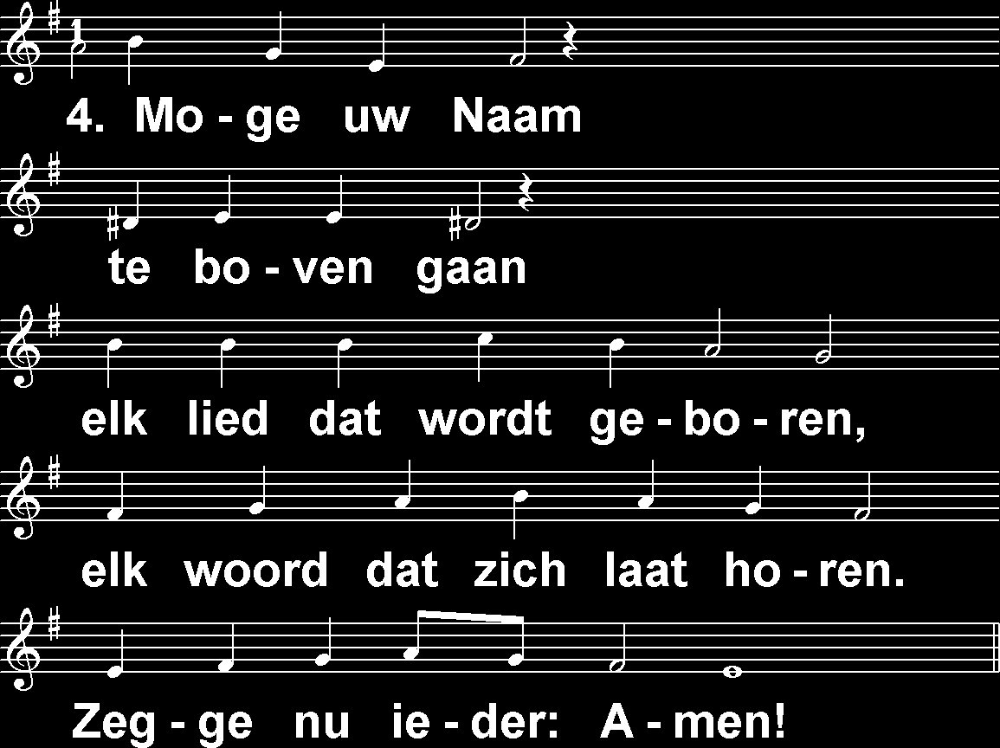 4. Mo - ge uw Naam
te bo - ven gaan
elk lied dat wordt ge - bo - ren,
elk woord dat zich laat ho - ren.
Zeg - ge nu ie - der: A - men!